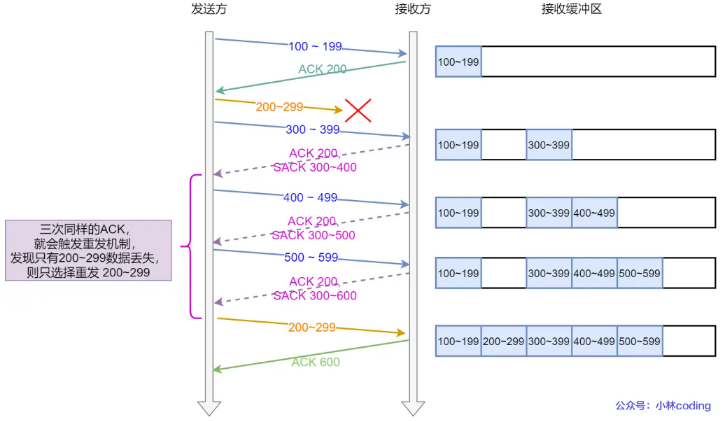 发送方
接收方
接收缓冲区
100 ~ 199
100~199
ACK 200
200~299
300 ~ 399
100~199
300~399
ACK 200,
SACK 300~400
400 ~ 499
100~199
300~399
400~499
ACK 200,
SACK 300~500
三次同样的ACK，
就会触发重发机制，
发现只有200~299数据丢失，
则只选择重发 200~299
500 ~ 599
100~199
300~399
400~499
500~599
ACK 200
SACK 300~600
200~299
100~199
200~299
300~399
400~499
500~599
ACK 600
公众号：小林coding